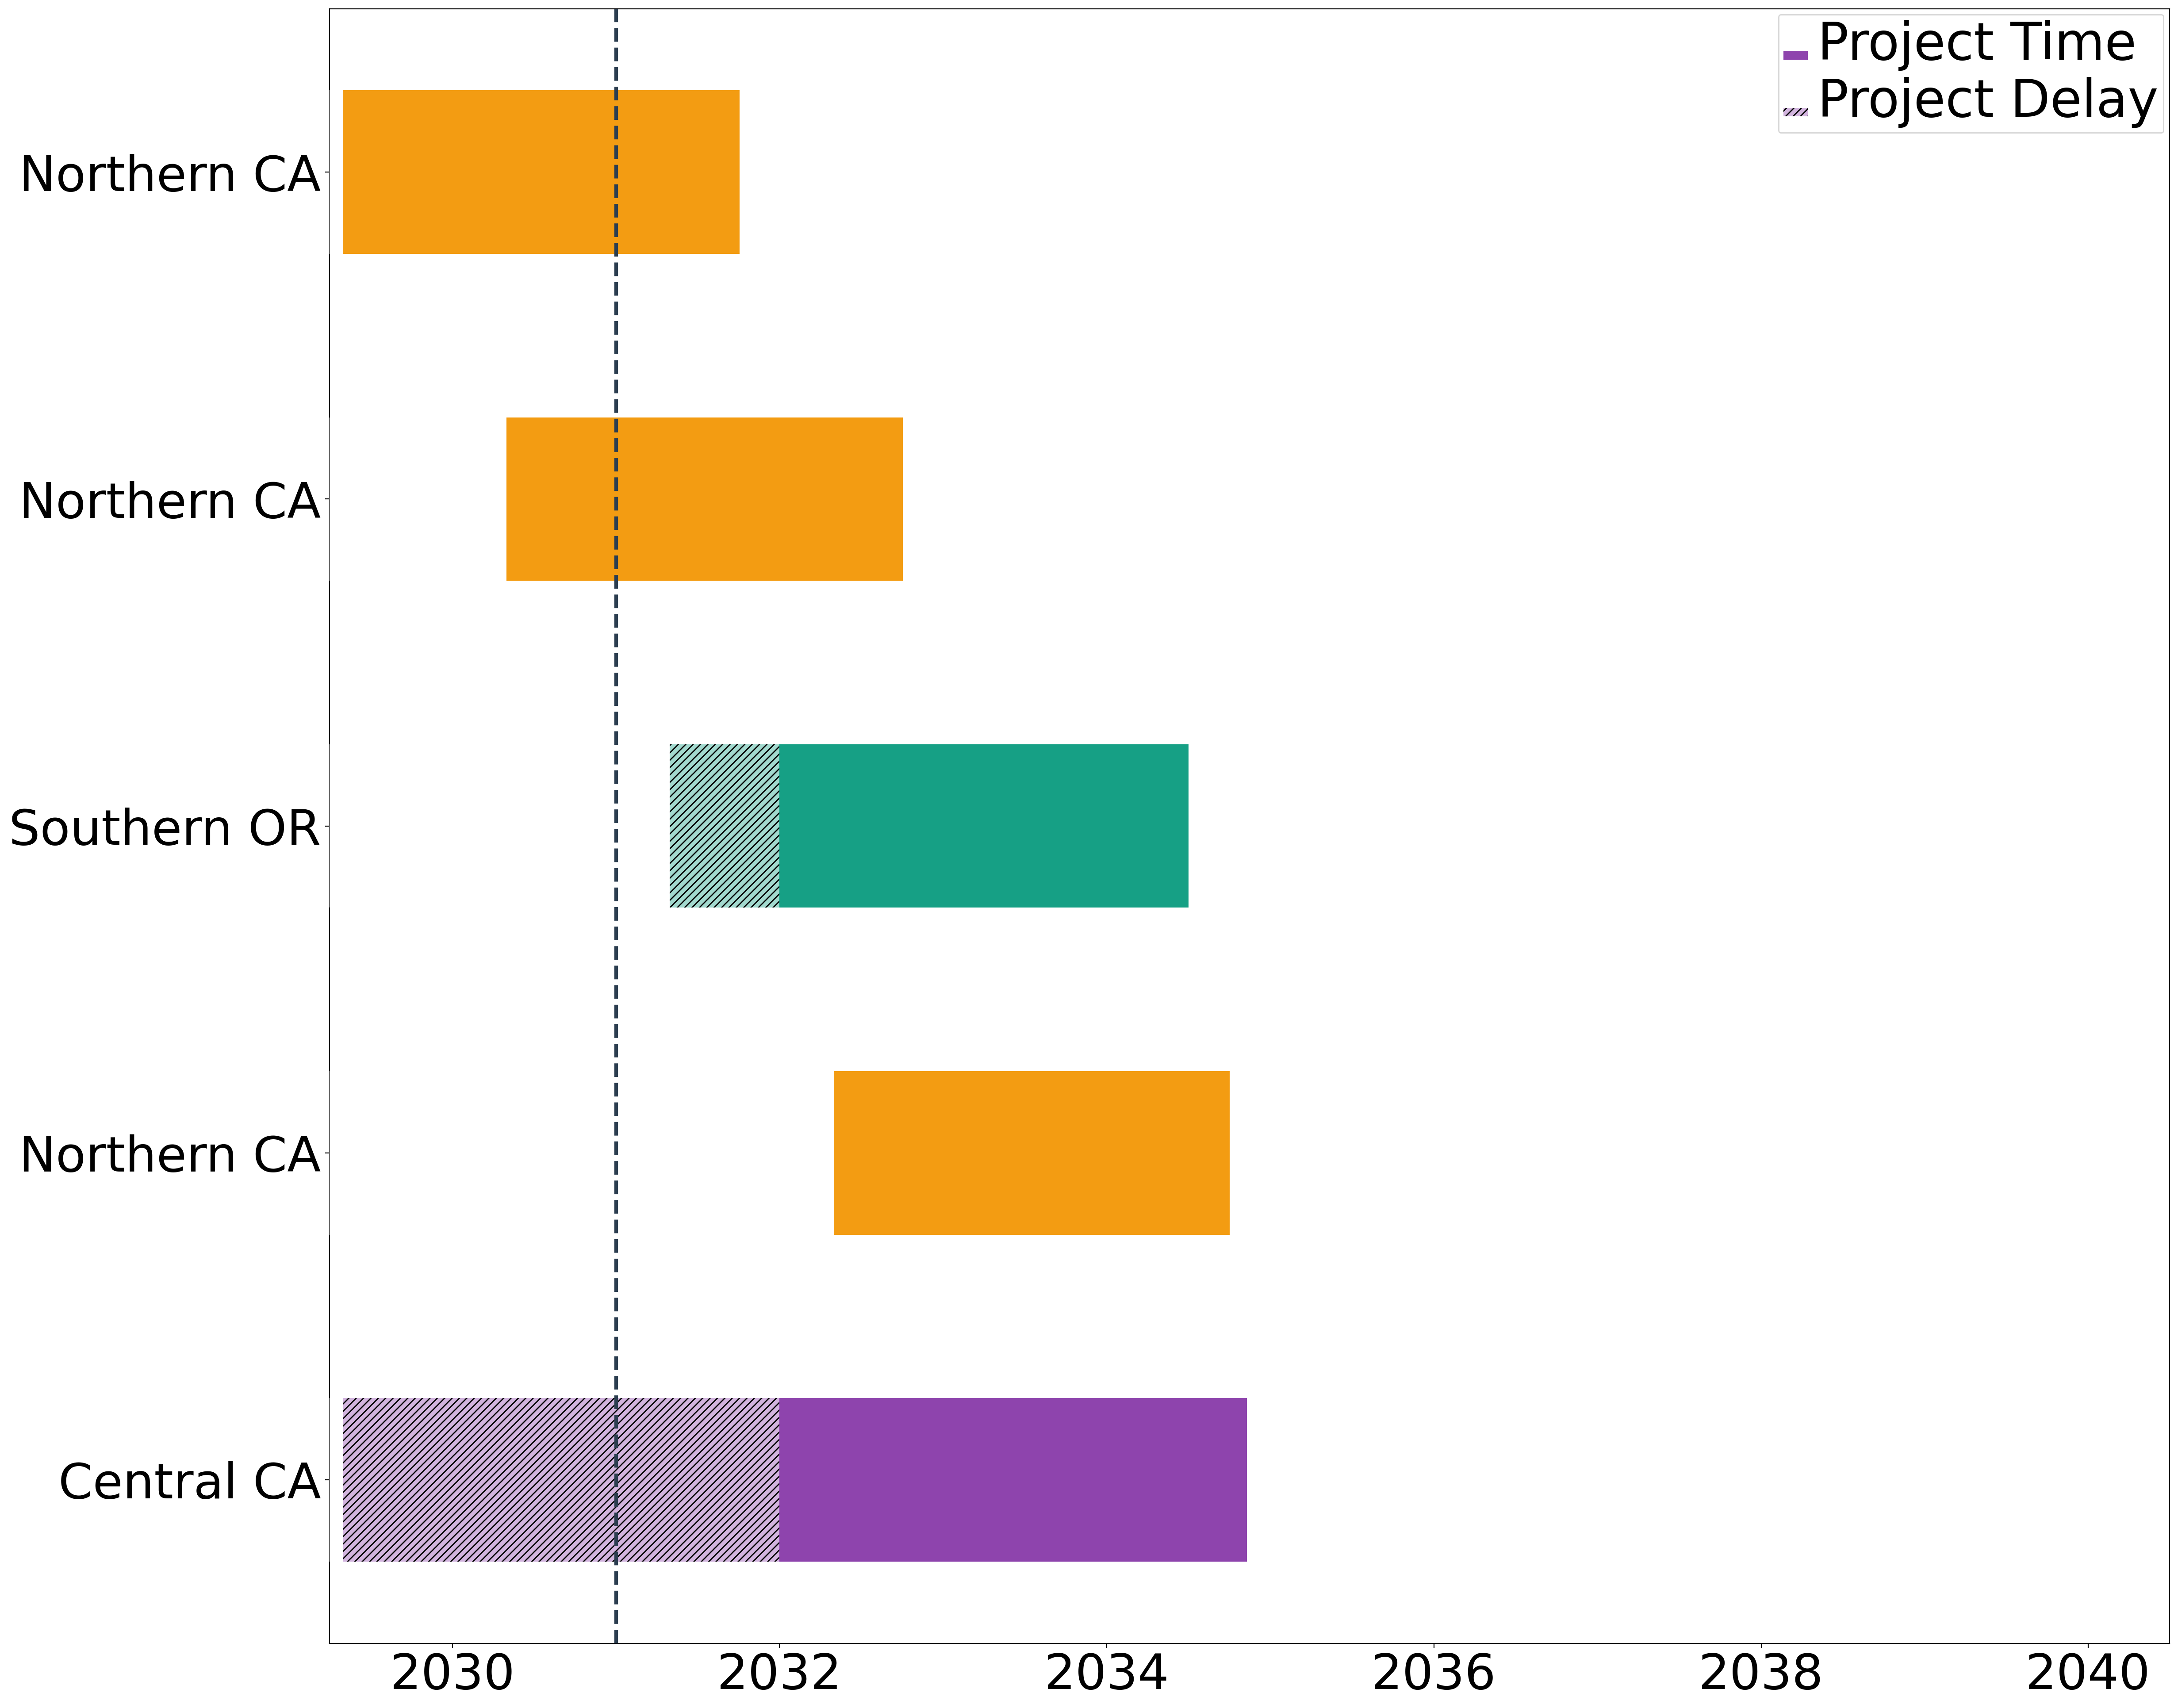 Project Time
Project Delay
Northern CA
Northern CA
Southern OR
Northern CA
Central CA
2030 2032 2034 2036 2038 2040